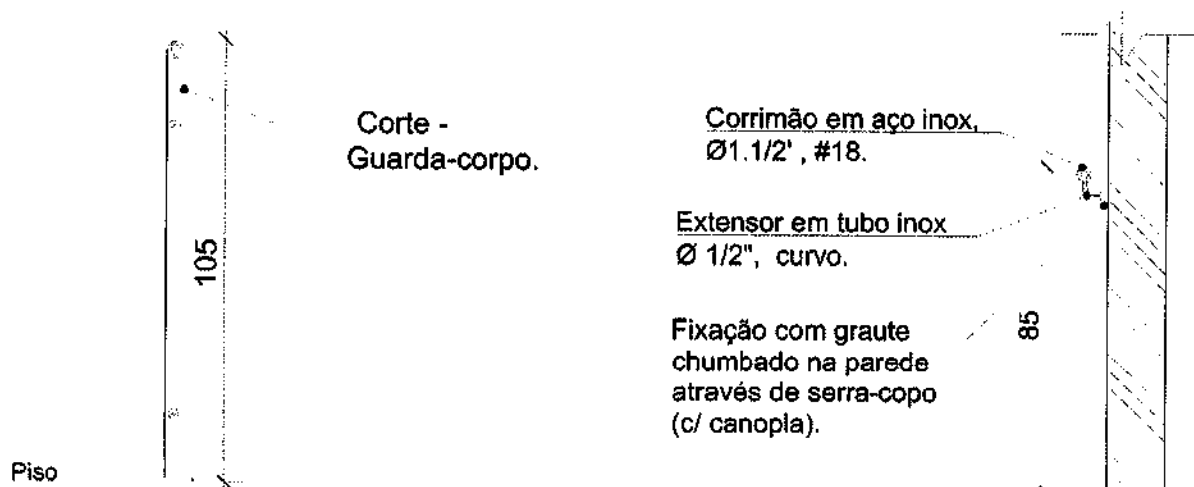 Corte -
Guarda-corpo.
105
Piso
Corrimão em aço inox,
Ø1.1/2' , #18.
Extensor em tubo inox
Ø 1/2", curvo.
Fixação com graute
chumbado na parede
através de serra-copo
(c/ canopla).
85